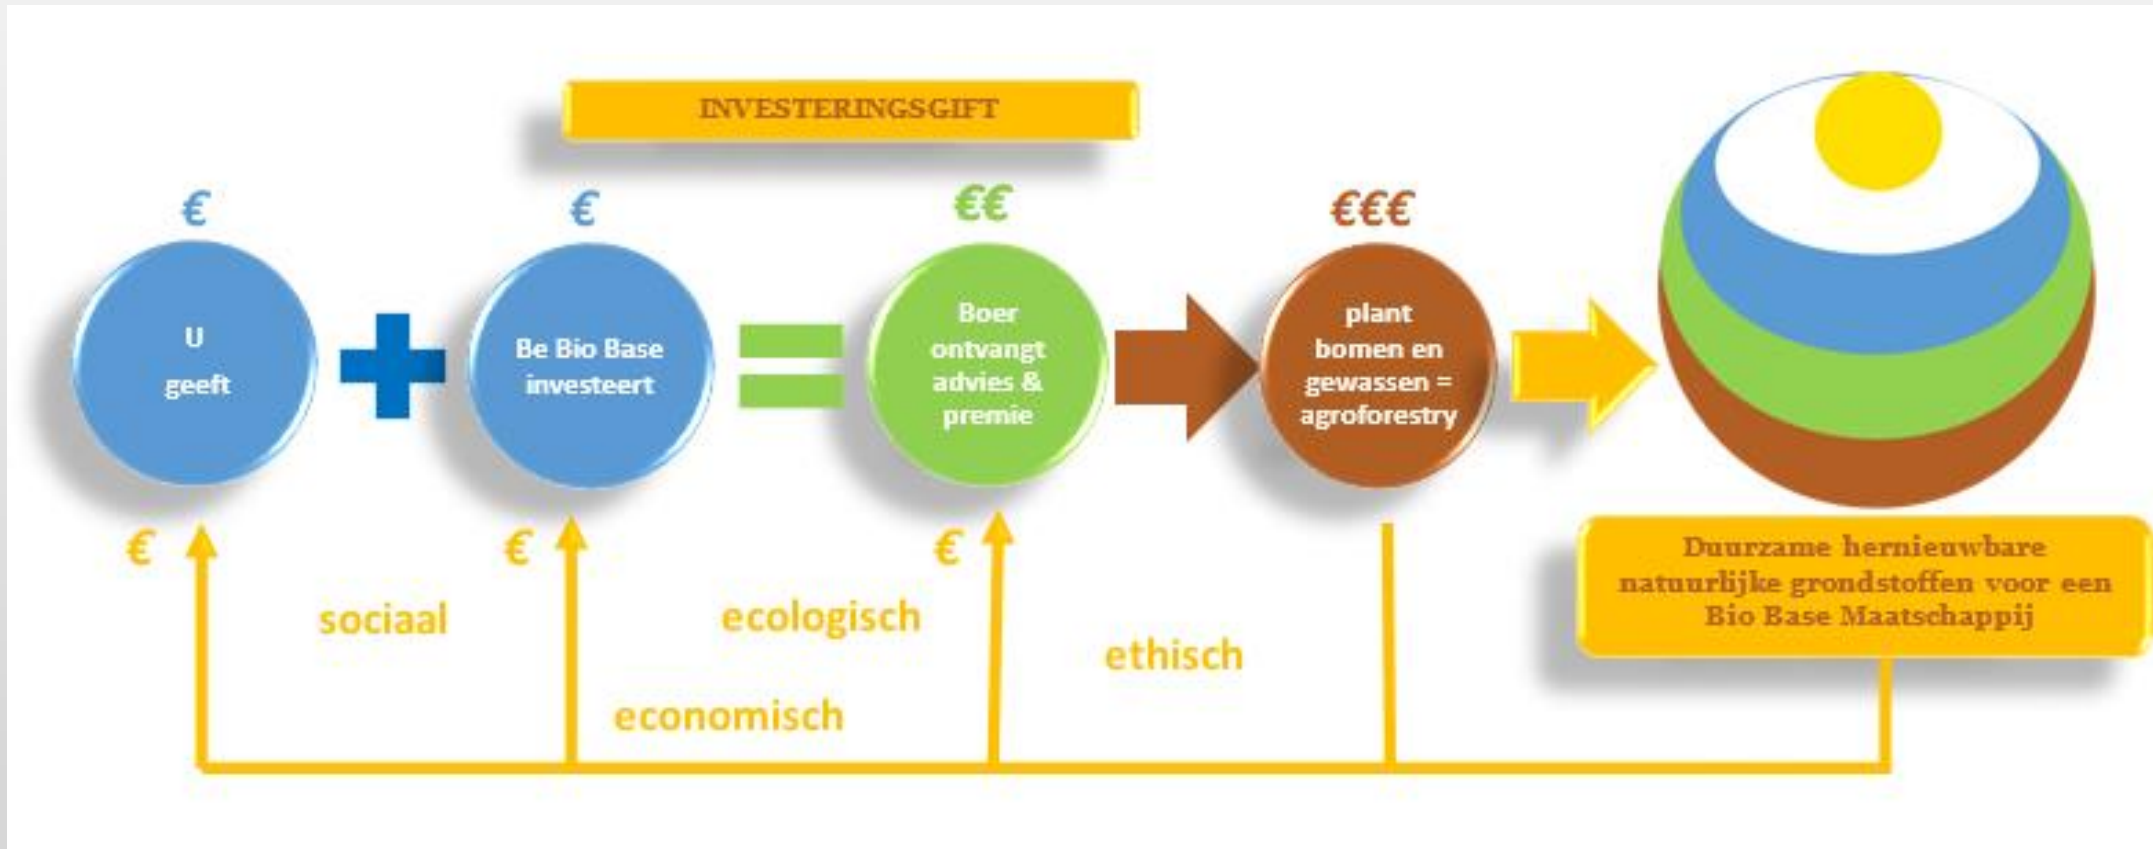 INVESTERINGSGIFT
€
€
€€
€€€
U
geeft
Be Bio Base
investeert
Boer
ontvangt
advies &
premie
plant
bomen en
gewassen =
agroforestry
Duurzame hernieuwbare
natuurlijke grondstoffen voor een
Bio Base Maatschappij
€
€
€
sociaal
ecologisch
ethisch
economisch